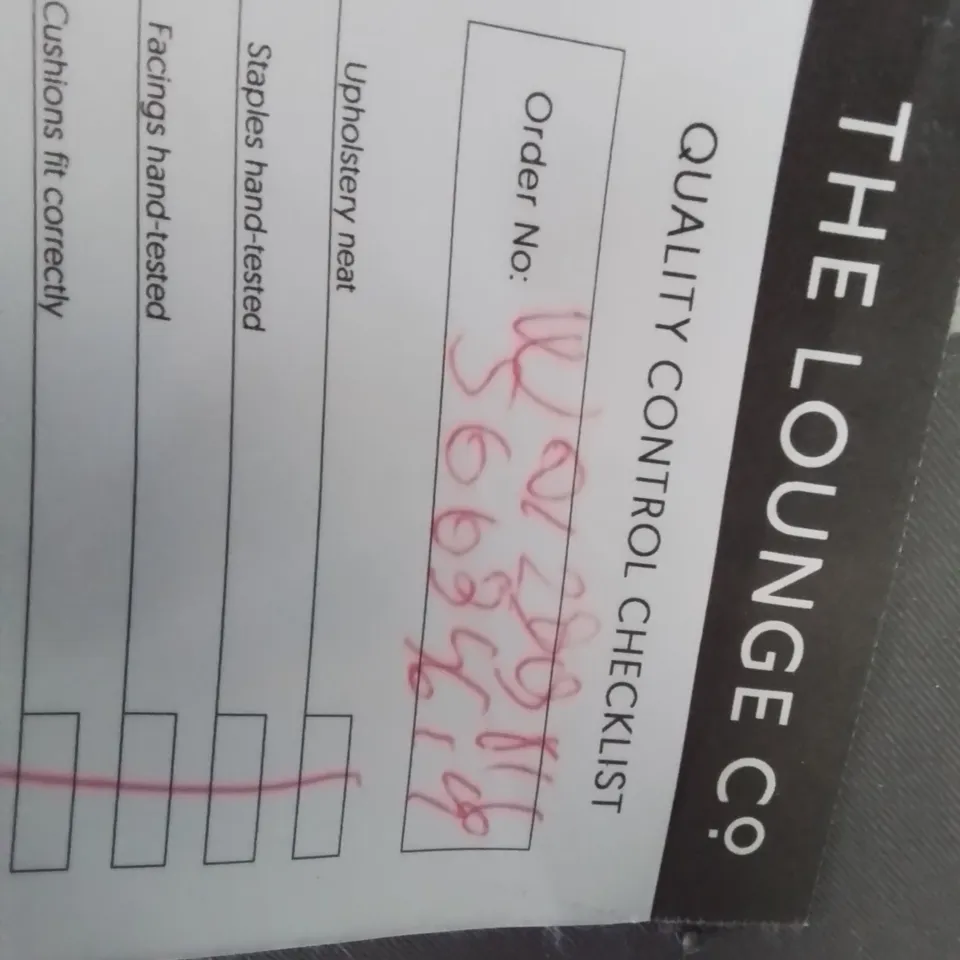 THE LOUNGE Co
QUALITY CONTROL CHECKLIST
Order No:
Upholstery neat
Staples hand-tested
Facings hand-tested
Cushions fit correctly